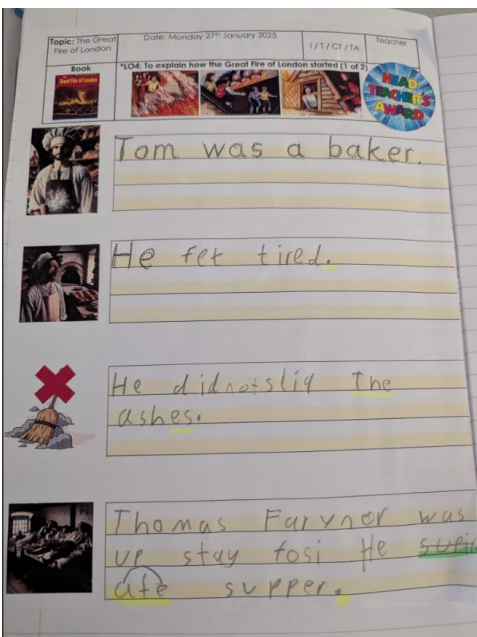 Topic: The Great Fire of London
Date: Monday 27th January 2025
I / T / CT / TA
Teacher
Book
*LO4: To explain how the Great Fire of London started (1 of 2)
Great Fire of London
HEAD TEACHER'S AWARD
Tom was a baker.
He fet tired.
He didnotsliq The
ashes.
Thomas Farynor was
up stay fosi He
ate supper.